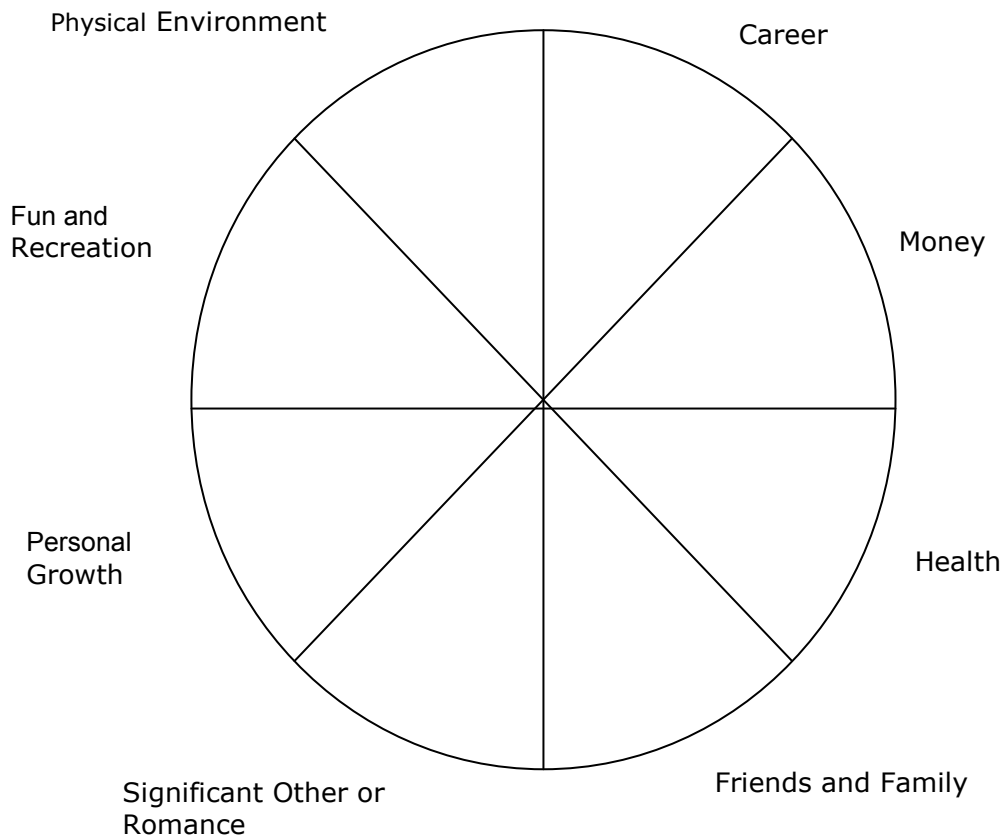 Physical Environment
Career
Fun and
Recreation
Money
Personal
Growth
Health
Significant Other or
Romance
Friends and Family